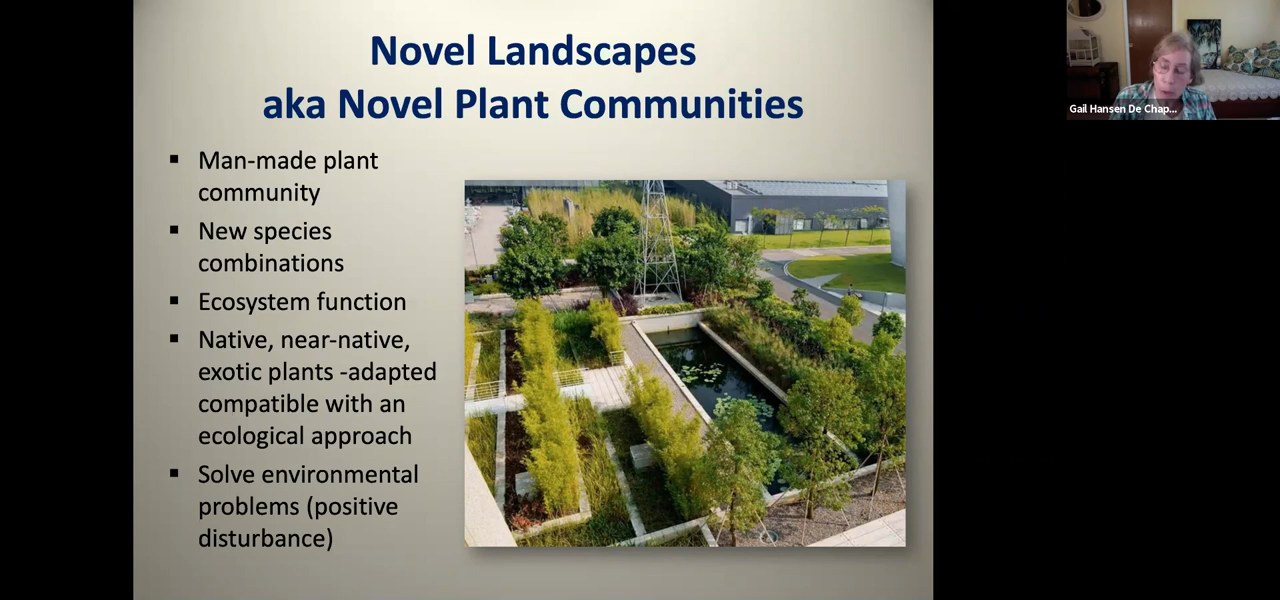 Novel Landscapes
aka Novel Plant Communities
▪ Man-made plant
community
▪ New species
combinations
▪ Ecosystem function
▪ Native, near-native,
exotic plants -adapted
compatible with an
ecological approach
▪ Solve environmental
problems (positive
disturbance)
Gail Hansen De Chap...